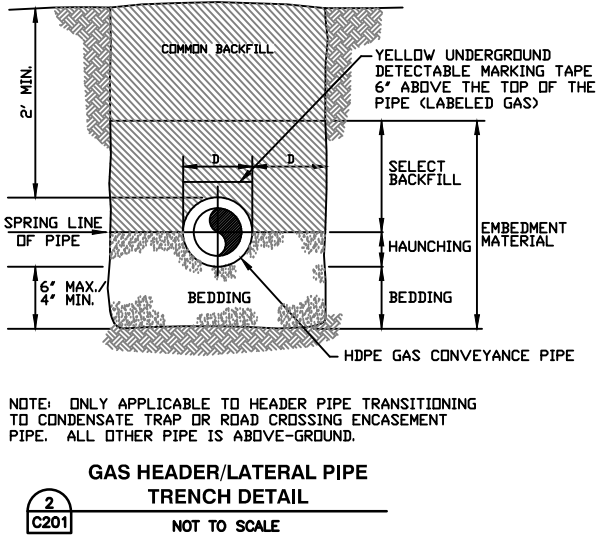 COMMON BACKFILL
YELLOW UNDERGROUND
DETECTABLE MARKING TAPE
6" ABOVE THE TOP OF THE
PIPE (LABELED GAS)
2' MIN.
D
D
SELECT
BACKFILL
SPRING LINE
OF PIPE
EMBEDMENT
MATERIAL
HAUNCHING
6" MAX./
4" MIN.
BEDDING
BEDDING
HDPE GAS CONVEYANCE PIPE
NOTE: ONLY APPLICABLE TO HEADER PIPE TRANSITIONING
TO CONDENSATE TRAP OR ROAD CROSSING ENCASEMENT
PIPE. ALL OTHER PIPE IS ABOVE-GROUND.
GAS HEADER/LATERAL PIPE
TRENCH DETAIL
2
C201
NOT TO SCALE